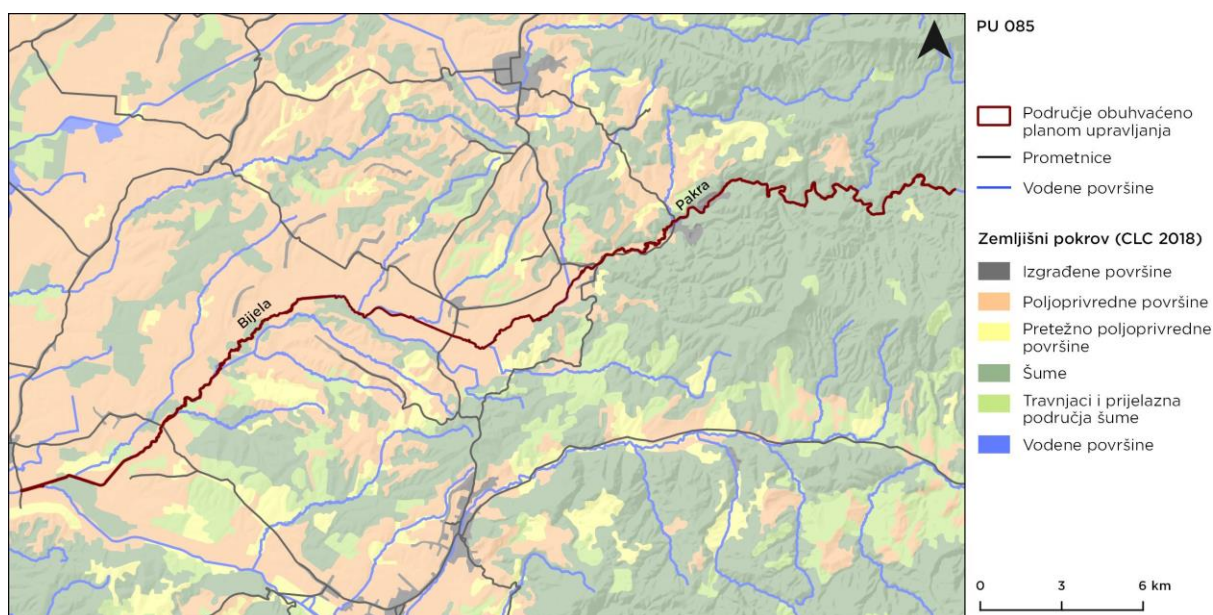 PU 085
Područje obuhvaćeno
planom upravljanja
Prometnice
Vodene površine
Zemljišni pokrov (CLC 2018)
Izgrađene površine
Poljoprivredne površine
Pretežno poljoprivredne
površine
Šume
Travnjaci i prijelazna
područja šume
Vodene površine
Pakra
Bijela
0 3 6 km